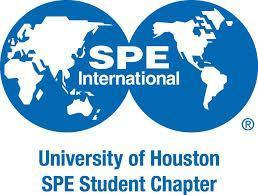 SPE
International
®
University of Houston
SPE Student Chapter